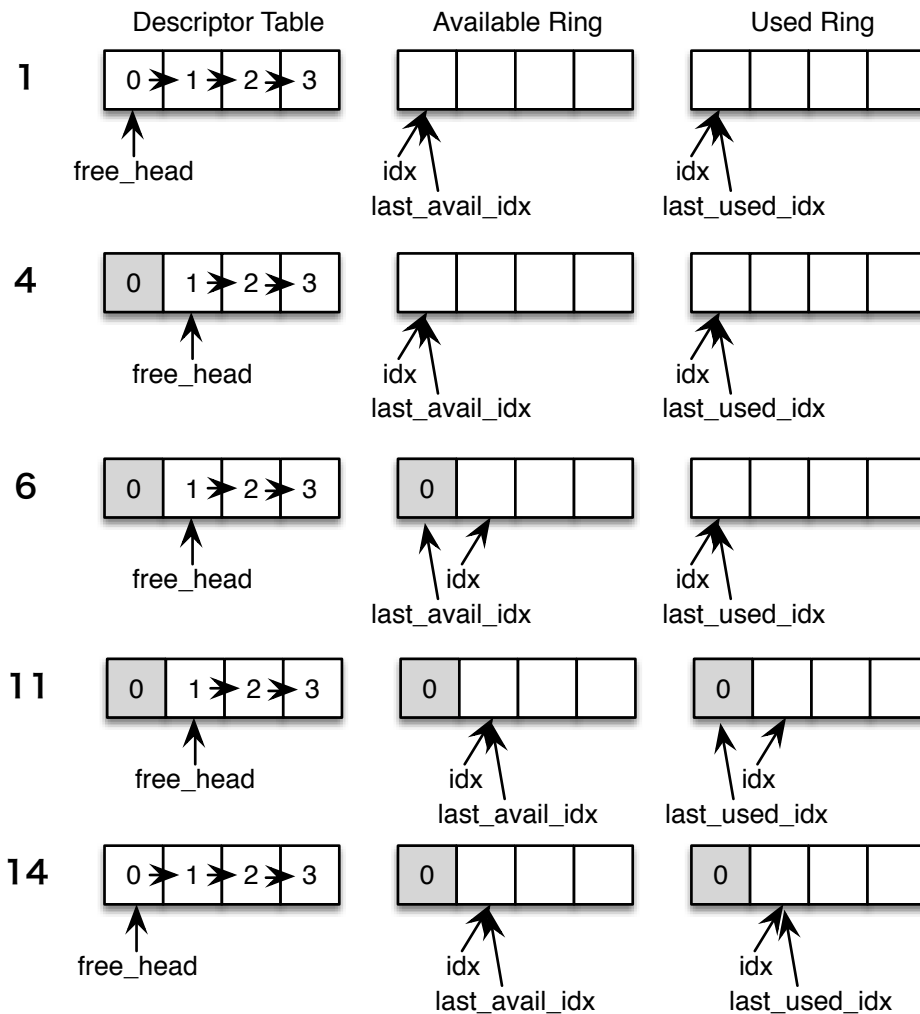 Descriptor Table Available Ring Used Ring
1 0 1 2 3
free_head idx idx
last_avail_idx last_used_idx
4 0 1 2 3
free_head idx idx
last_avail_idx last_used_idx
6 0 1 2 3 0
free_head idx idx
last_avail_idx last_used_idx
11 0 1 2 3 0 0
free_head idx idx
last_avail_idx last_used_idx
14 0 1 2 3 0 0
free_head idx idx
last_avail_idx last_used_idx